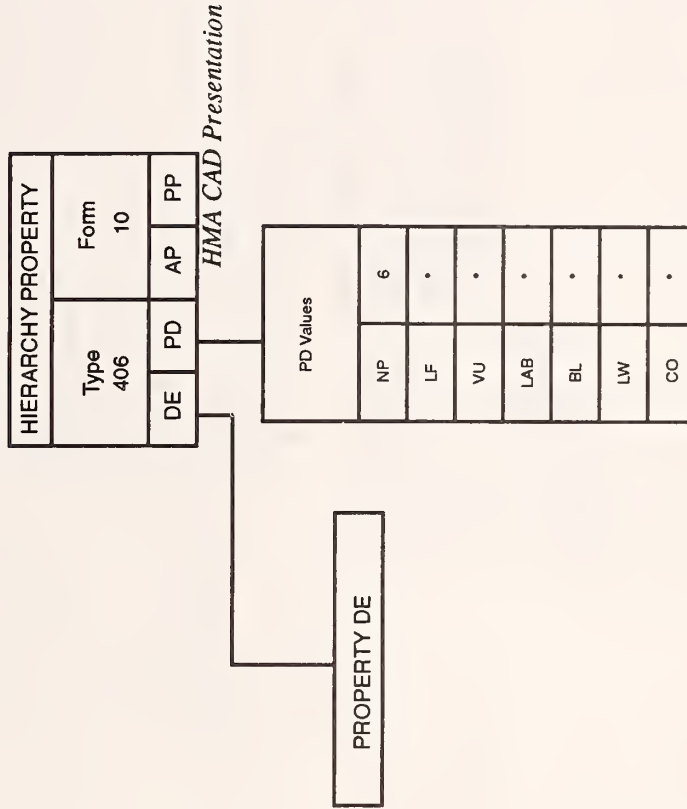 HIERARCHY PROPERTY
Type
406
Form
10
DE PD AP PP
HMA CAD Presentation
PROPERTY DE
PD Values
NP 6
LF •
VU •
LAB •
BL •
LW •
CO •